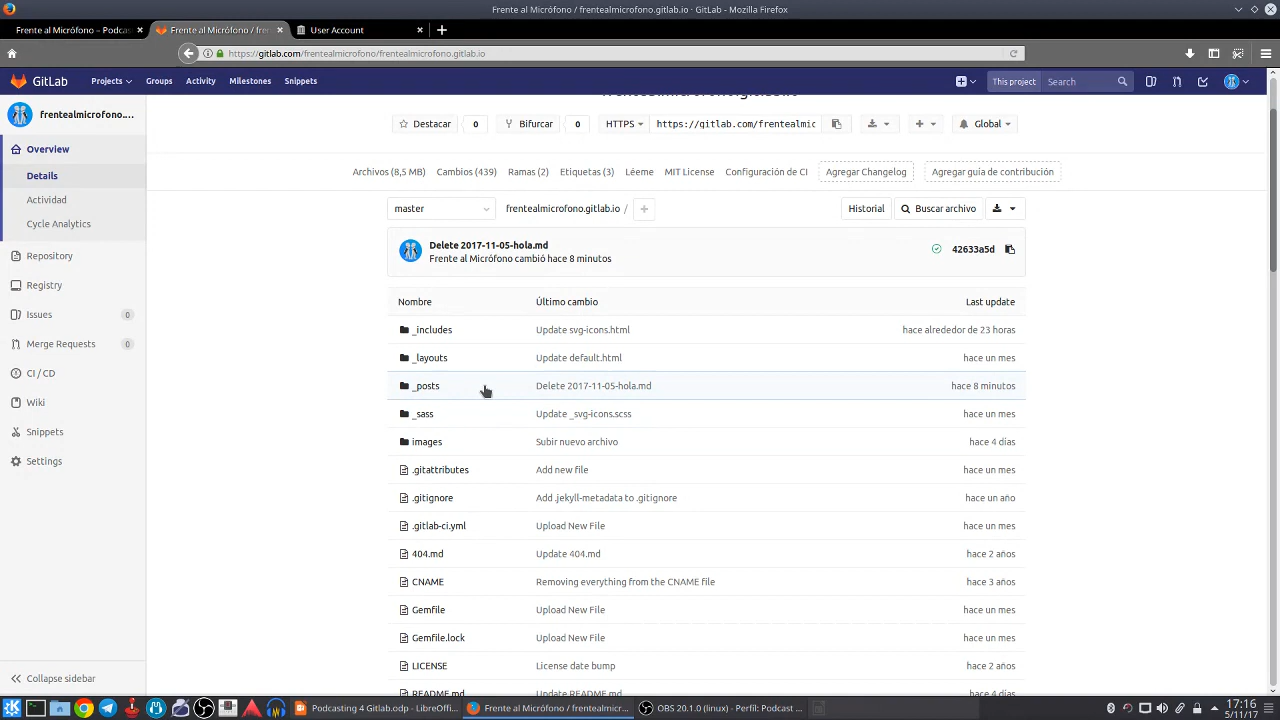 Frente al Micrófono / frentealmicrofono.gitlab.io · GitLab - Mozilla Firefox
Frente al Micrófono – Podcas
Frente al Micrófono / fre
User Account
https://gitlab.com/frentealmicrofono/frentealmicrofono.gitlab.io
GitLab
Projects
Groups
Activity
Milestones
Snippets
This project
Search
frentealmicrofono....
Overview
Details
Actividad
Cycle Analytics
Repository
Registry
Issues
0
Merge Requests
0
CI / CD
Wiki
Snippets
Settings
Collapse sidebar
Destacar
0
Bifurcar
0
HTTPS
https://gitlab.com/frentealmic
Global
Archivos (8,5 MB)
Cambios (439)
Ramas (2)
Etiquetas (3)
Léeme
MIT License
Configuración de CI
Agregar Changelog
Agregar guía de contribución
master
frentealmicrofono.gitlab.io /
Historial
Buscar archivo
Delete 2017-11-05-hola.md
Frente al Micrófono cambió hace 8 minutos
42633a5d
Nombre Último cambio Last update
_includes Update svg-icons.html hace alrededor de 23 horas
_layouts Update default.html hace un mes
_posts Delete 2017-11-05-hola.md hace 8 minutos
_sass Update _svg-icons.scss hace un mes
images Subir nuevo archivo hace 4 días
.gitattributes Add new file hace un mes
.gitignore Add .jekyll-metadata to .gitignore hace un año
.gitlab-ci.yml Upload New File hace un mes
404.md Update 404.md hace 2 años
CNAME Removing everything from the CNAME file hace 3 años
Gemfile Upload New File hace un mes
Gemfile.lock Upload New File hace un mes
LICENSE License date bump hace 2 años
README.md Update README.md hace 4 días
Podcasting 4 Gitlab.odp - LibreOffi...
Frente al Micrófono / frentealmicr...
OBS 20.1.0 (linux) - Perfil: Podcast ...
17:16
5/11/17